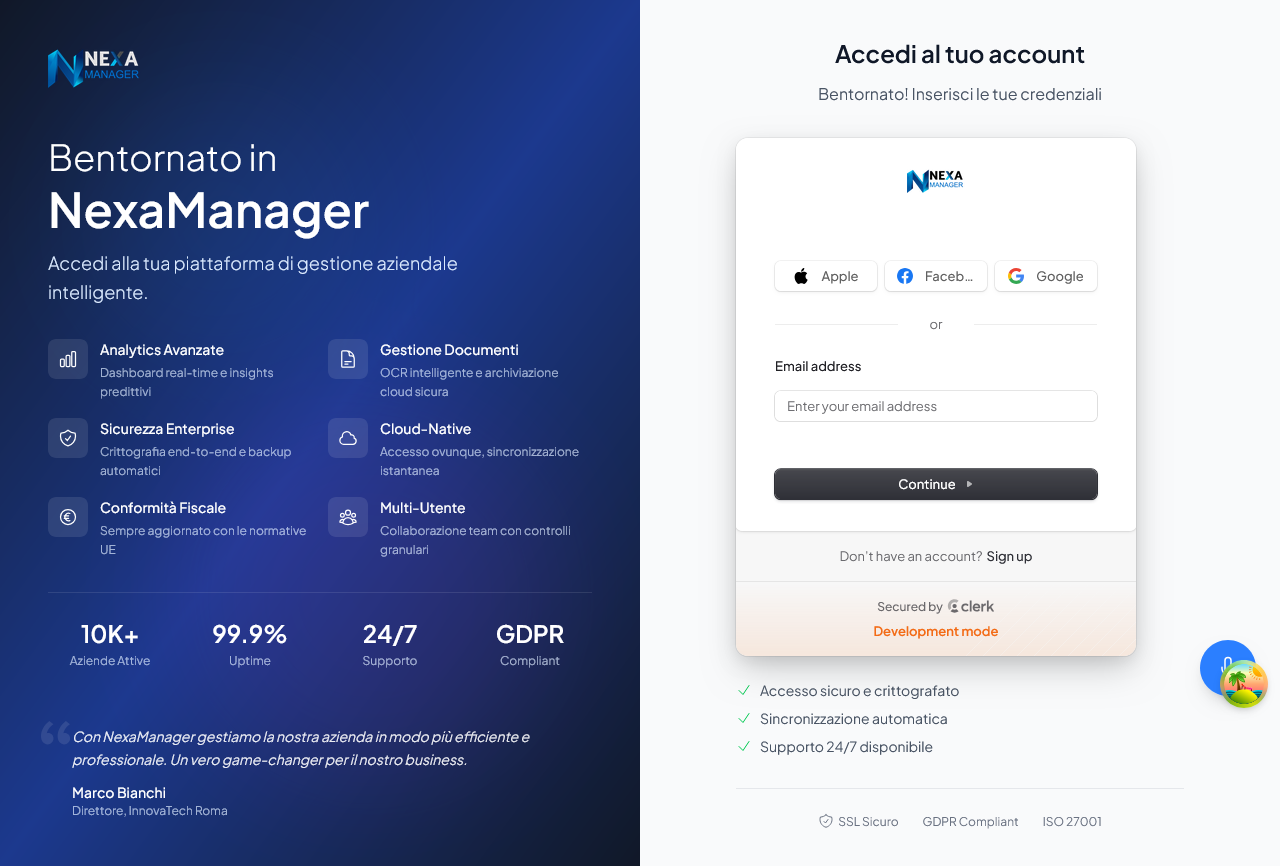 NEXA
MANAGER
Bentornato in
NexaManager
Accedi alla tua piattaforma di gestione aziendale
intelligente.
Analytics Avanzate
Dashboard real-time e insights
predittivi
Gestione Documenti
OCR intelligente e archiviazione
cloud sicura
Sicurezza Enterprise
Crittografia end-to-end e backup
automatici
Cloud-Native
Accesso ovunque, sincronizzazione
istantanea
Conformità Fiscale
Sempre aggiornato con le normative
UE
Multi-Utente
Collaborazione team con controlli
granulari
10K+
Aziende Attive
99.9%
Uptime
24/7
Supporto
GDPR
Compliant
“
Con NexaManager gestiamo la nostra azienda in modo più efficiente e
professionale. Un vero game-changer per il nostro business.
Marco Bianchi
Direttore, InnovaTech Roma
Accedi al tuo account
Bentornato! Inserisci le tue credenziali
NEXA
MANAGER
Apple
Faceb...
Google
or
Email address
Enter your email address
Continue
Don’t have an account? Sign up
Secured by clerk
Development mode
Accesso sicuro e crittografato
Sincronizzazione automatica
Supporto 24/7 disponibile
SSL Sicuro GDPR Compliant ISO 27001